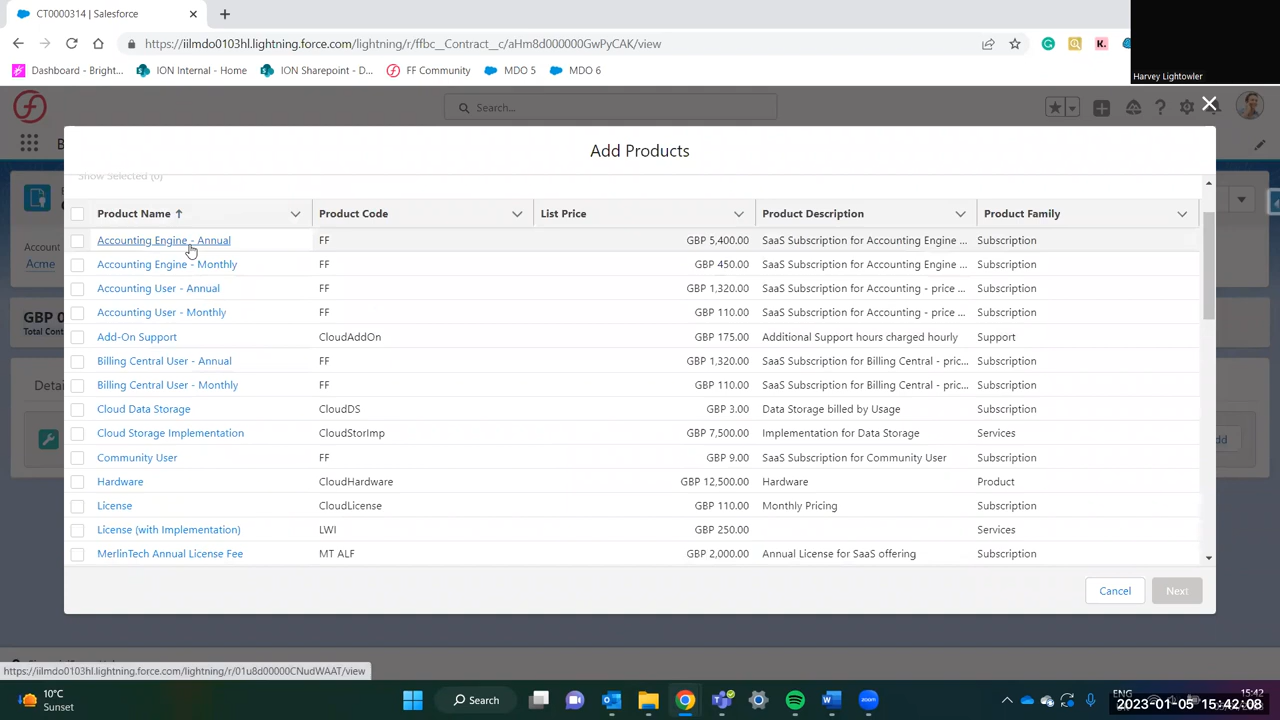 CT0000314 | Salesforce
https://iilmdo0103hl.lightning.force.com/lightning/r/ffbc__Contract__c/aHm8d000000GwPyCAK/view
Harvey Lightowler
Dashboard - Bright... ION Internal - Home ION Sharepoint - D... FF Community MDO 5 MDO 6
Search...
B
Add Products
Show Selected (0)
Product Name Product Code List Price Product Description Product Family
Accounting Engine - Annual FF GBP 5,400.00 SaaS Subscription for Accounting Engine ... Subscription
Account
Acme
Accounting Engine - Monthly FF GBP 450.00 SaaS Subscription for Accounting Engine ... Subscription
Accounting User - Annual FF GBP 1,320.00 SaaS Subscription for Accounting - price ... Subscription
Accounting User - Monthly FF GBP 110.00 SaaS Subscription for Accounting - price ... Subscription
GBP 0
Total Cont
Add-On Support CloudAddOn GBP 175.00 Additional Support hours charged hourly Support
Billing Central User - Annual FF GBP 1,320.00 SaaS Subscription for Billing Central - pric... Subscription
Billing Central User - Monthly FF GBP 110.00 SaaS Subscription for Billing Central - pric... Subscription
Detai
Cloud Data Storage CloudDS GBP 3.00 Data Storage billed by Usage Subscription
Cloud Storage Implementation CloudStorImp GBP 7,500.00 Implementation for Data Storage Services
dd
Community User FF GBP 9.00 SaaS Subscription for Community User Subscription
Hardware CloudHardware GBP 12,500.00 Hardware Product
License CloudLicense GBP 110.00 Monthly Pricing Subscription
License (with Implementation) LWI GBP 250.00 Services
MerlinTech Annual License Fee MT ALF GBP 2,000.00 Annual License for SaaS offering Subscription
Cancel Next
https://iilmdo0103hl.lightning.force.com/lightning/r/01u8d00000CNudWAAT/view
10°C
Sunset
Search
ENG
15:42
2023-01-05 15:42:08